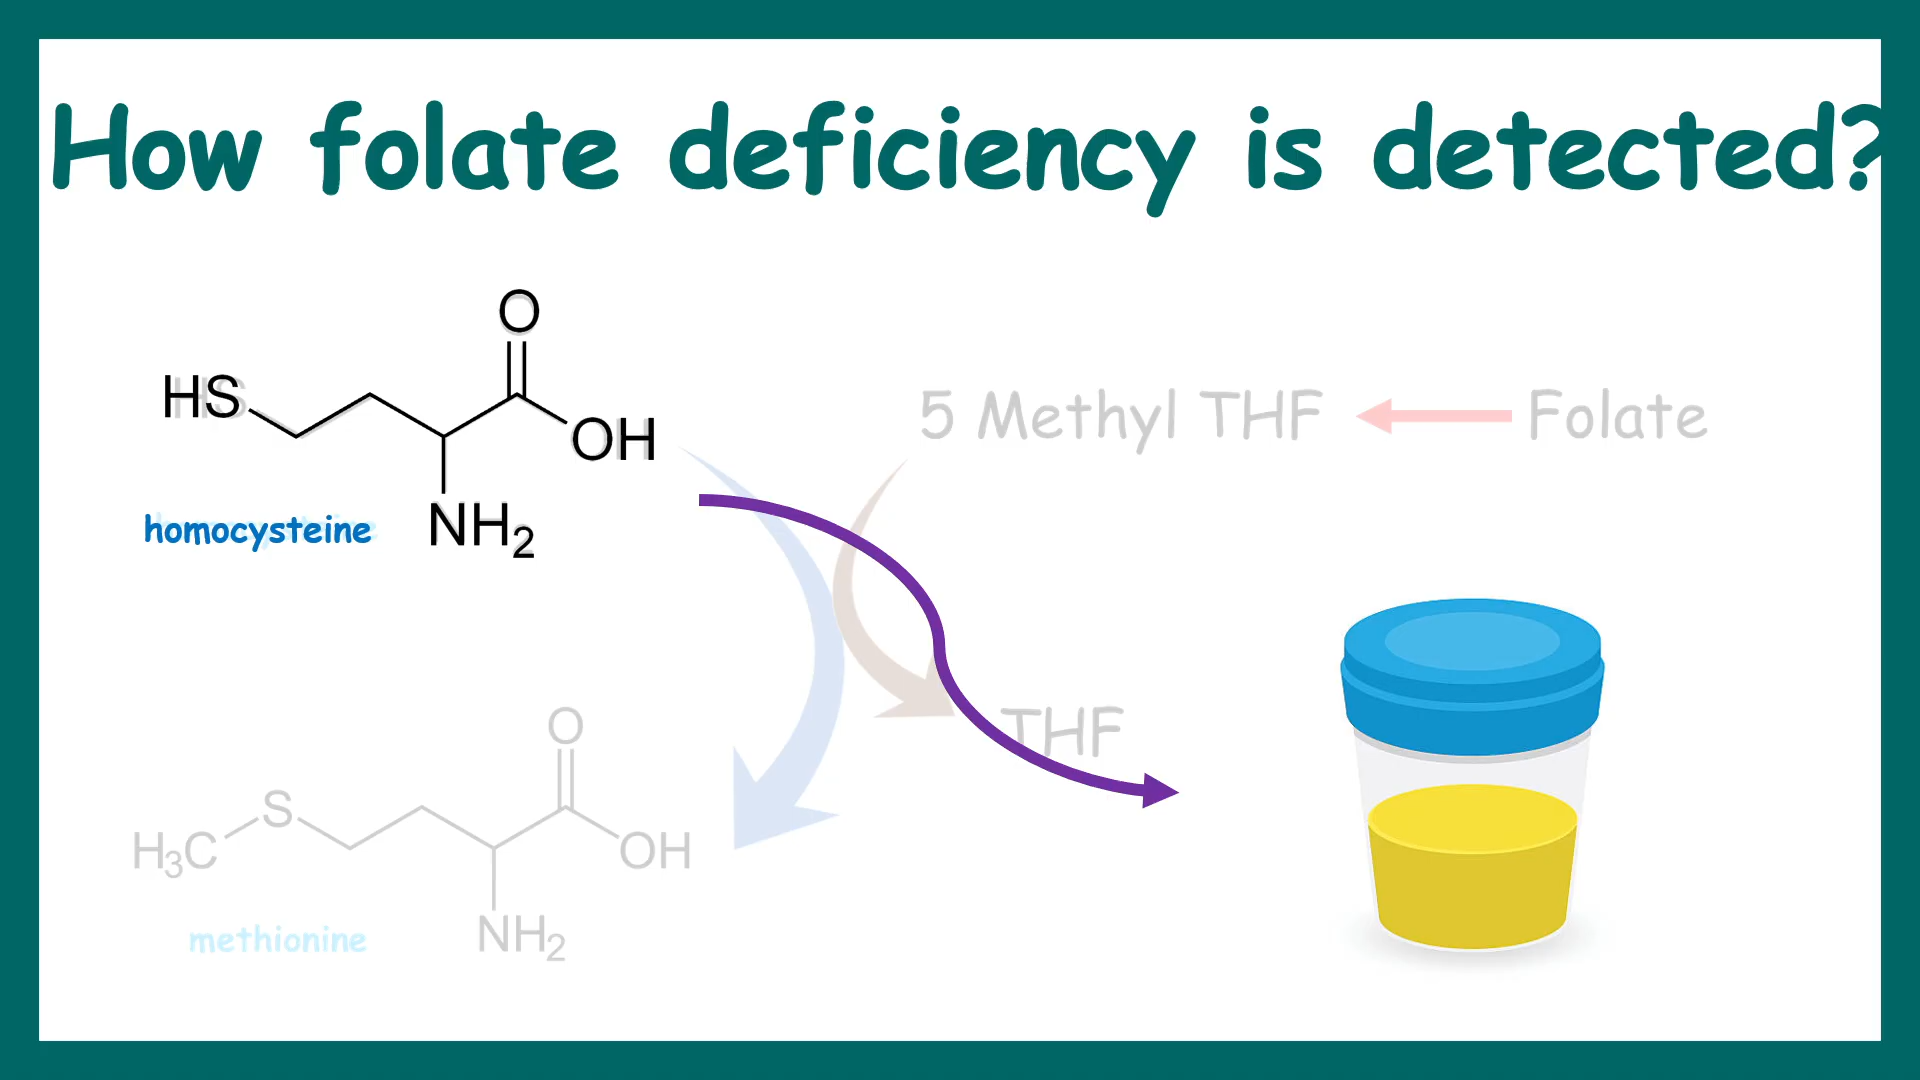 How folate deficiency is detected?
O
HS
OH
NH₂
homocysteine
5 Methyl THF
Folate
THF
O
S
H₃C
OH
NH₂
methionine